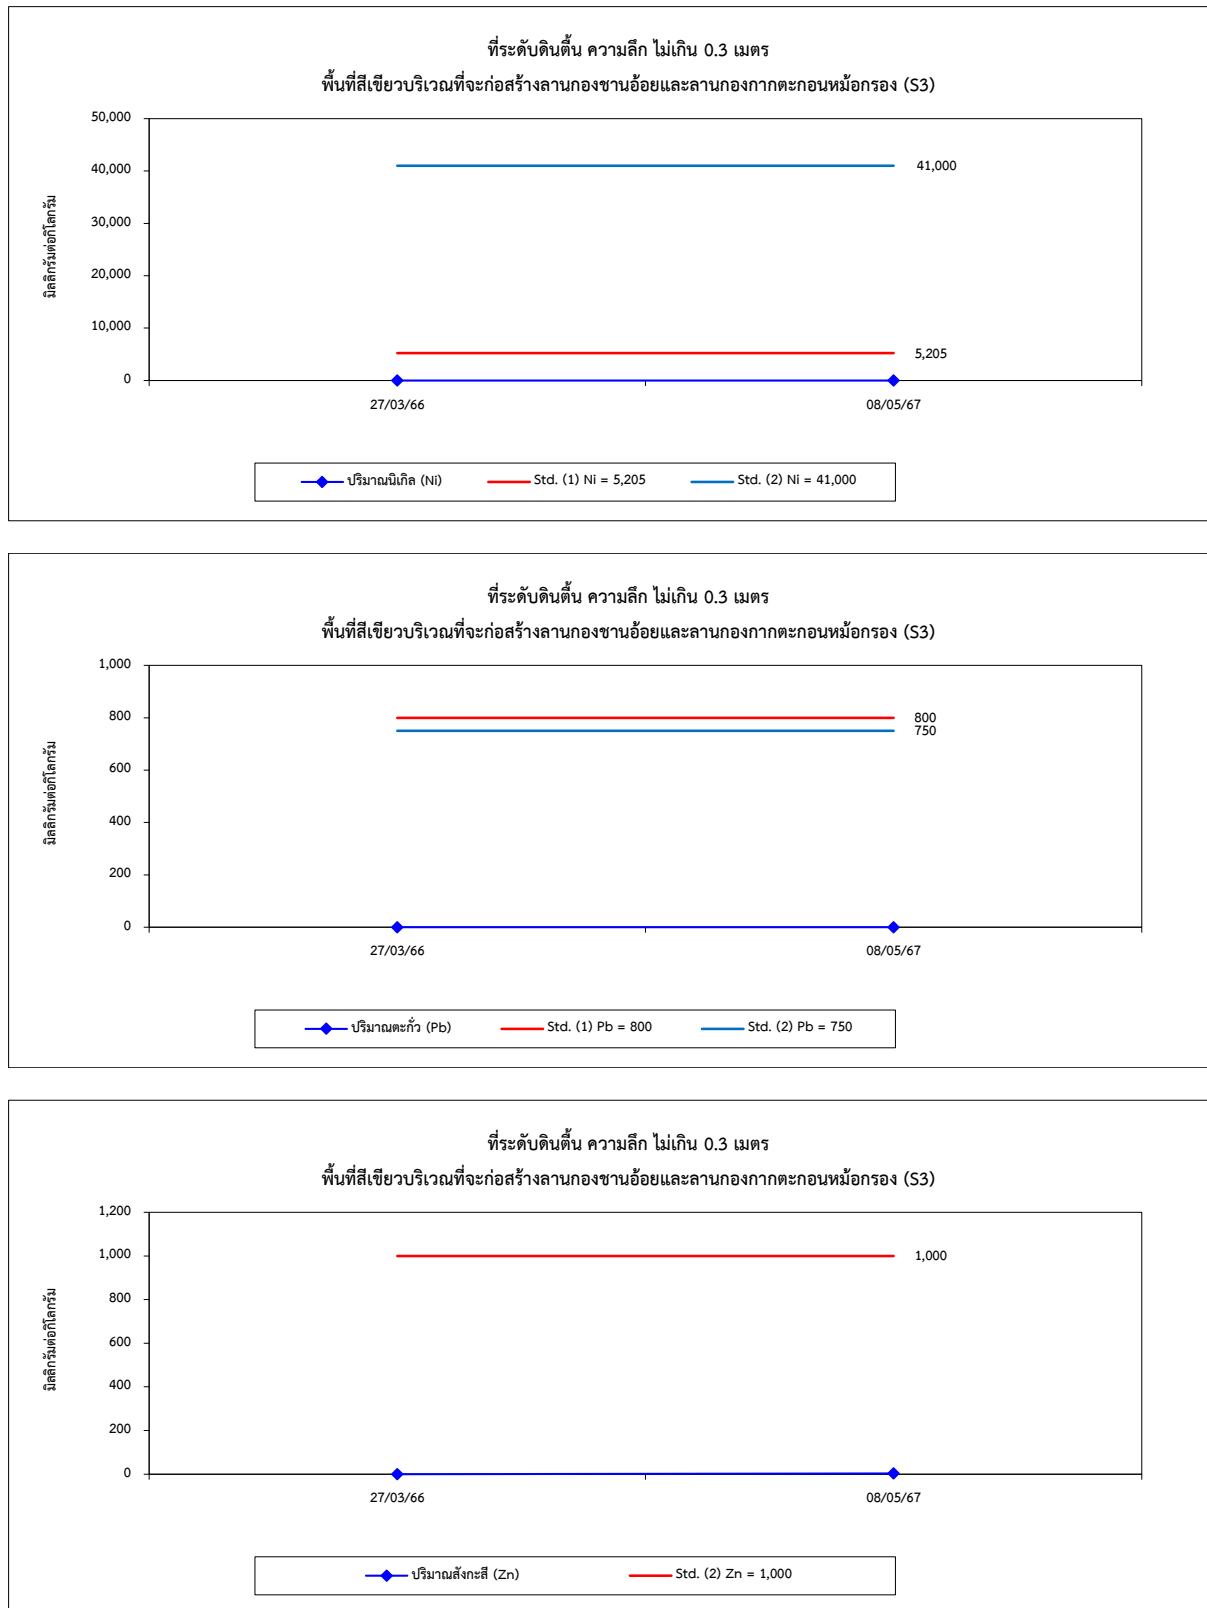 ที่ระดับดินตื้น ความลึก ไม่เกิน 0.3 เมตร
พื้นที่สีเขียวบริเวณที่จะก่อสร้างลานกองชานอ้อยและลานกองกากตะกอนหม้อกรอง (S3)
มิลลิกรัมต่อกิโลกรัม
50,000
40,000
30,000
20,000
10,000
0
41,000
5,205
27/03/66
08/05/67
ปริมาณนิเกิล (Ni)
Std. (1) Ni = 5,205
Std. (2) Ni = 41,000
ที่ระดับดินตื้น ความลึก ไม่เกิน 0.3 เมตร
พื้นที่สีเขียวบริเวณที่จะก่อสร้างลานกองชานอ้อยและลานกองกากตะกอนหม้อกรอง (S3)
มิลลิกรัมต่อกิโลกรัม
1,000
800
600
400
200
0
800
750
27/03/66
08/05/67
ปริมาณตะกั่ว (Pb)
Std. (1) Pb = 800
Std. (2) Pb = 750
ที่ระดับดินตื้น ความลึก ไม่เกิน 0.3 เมตร
พื้นที่สีเขียวบริเวณที่จะก่อสร้างลานกองชานอ้อยและลานกองกากตะกอนหม้อกรอง (S3)
มิลลิกรัมต่อกิโลกรัม
1,200
1,000
800
600
400
200
0
1,000
27/03/66
08/05/67
ปริมาณสังกะสี (Zn)
Std. (2) Zn = 1,000